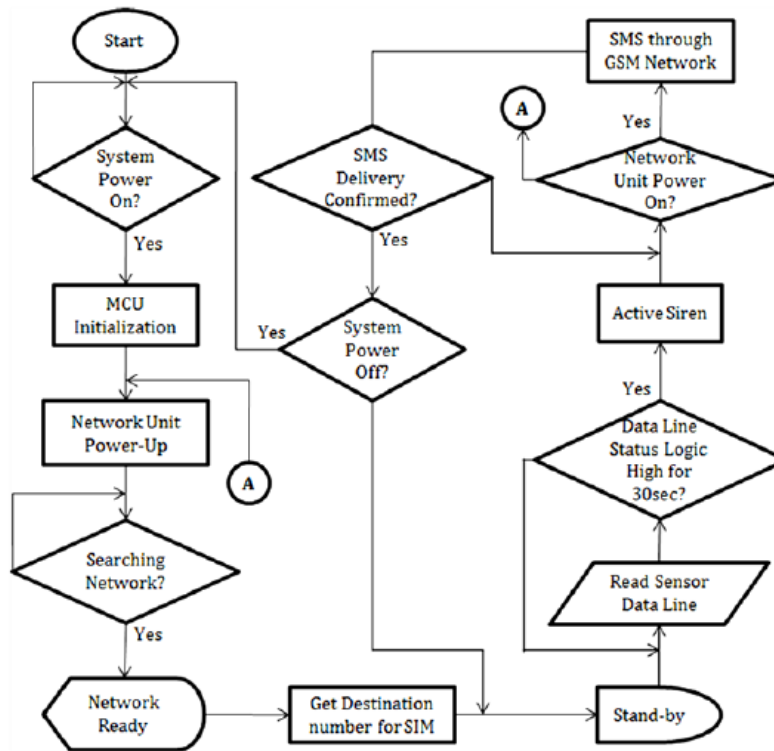 Start
System
Power
On?
Yes
MCU
Initialization
Network Unit
Power-Up
A
Searching
Network?
Yes
Network
Ready
Get Destination
number for SIM
Stand-by
Read Sensor
Data Line
Data Line
Status Logic
High for
30sec?
Yes
Active Siren
Network
Unit Power
On?
Yes
A
SMS through
GSM Network
SMS
Delivery
Confirmed?
Yes
System
Power
Off?
Yes